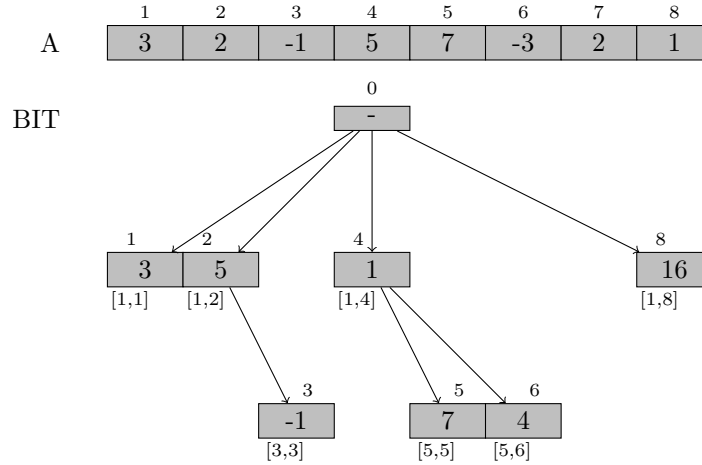 1 2 3 4 5 6 7 8
A 3 2 -1 5 7 -3 2 1
0
BIT -
1 2 4 8
3 5 1 16
[1,1] [1,2] [1,4] [1,8]
3 5 6
-1 7 4
[3,3] [5,5] [5,6]